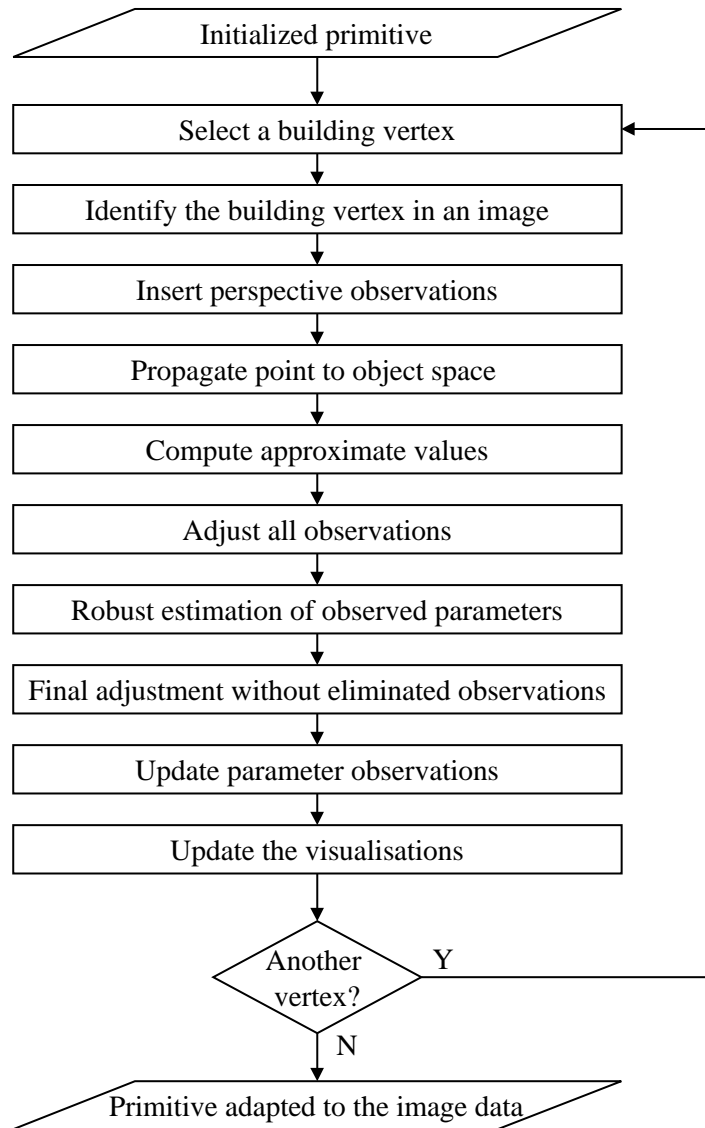 Initialized primitive
Select a building vertex
Identify the building vertex in an image
Insert perspective observations
Propagate point to object space
Compute approximate values
Adjust all observations
Robust estimation of observed parameters
Final adjustment without eliminated observations
Update parameter observations
Update the visualisations
Another
vertex?
Y
N
Primitive adapted to the image data